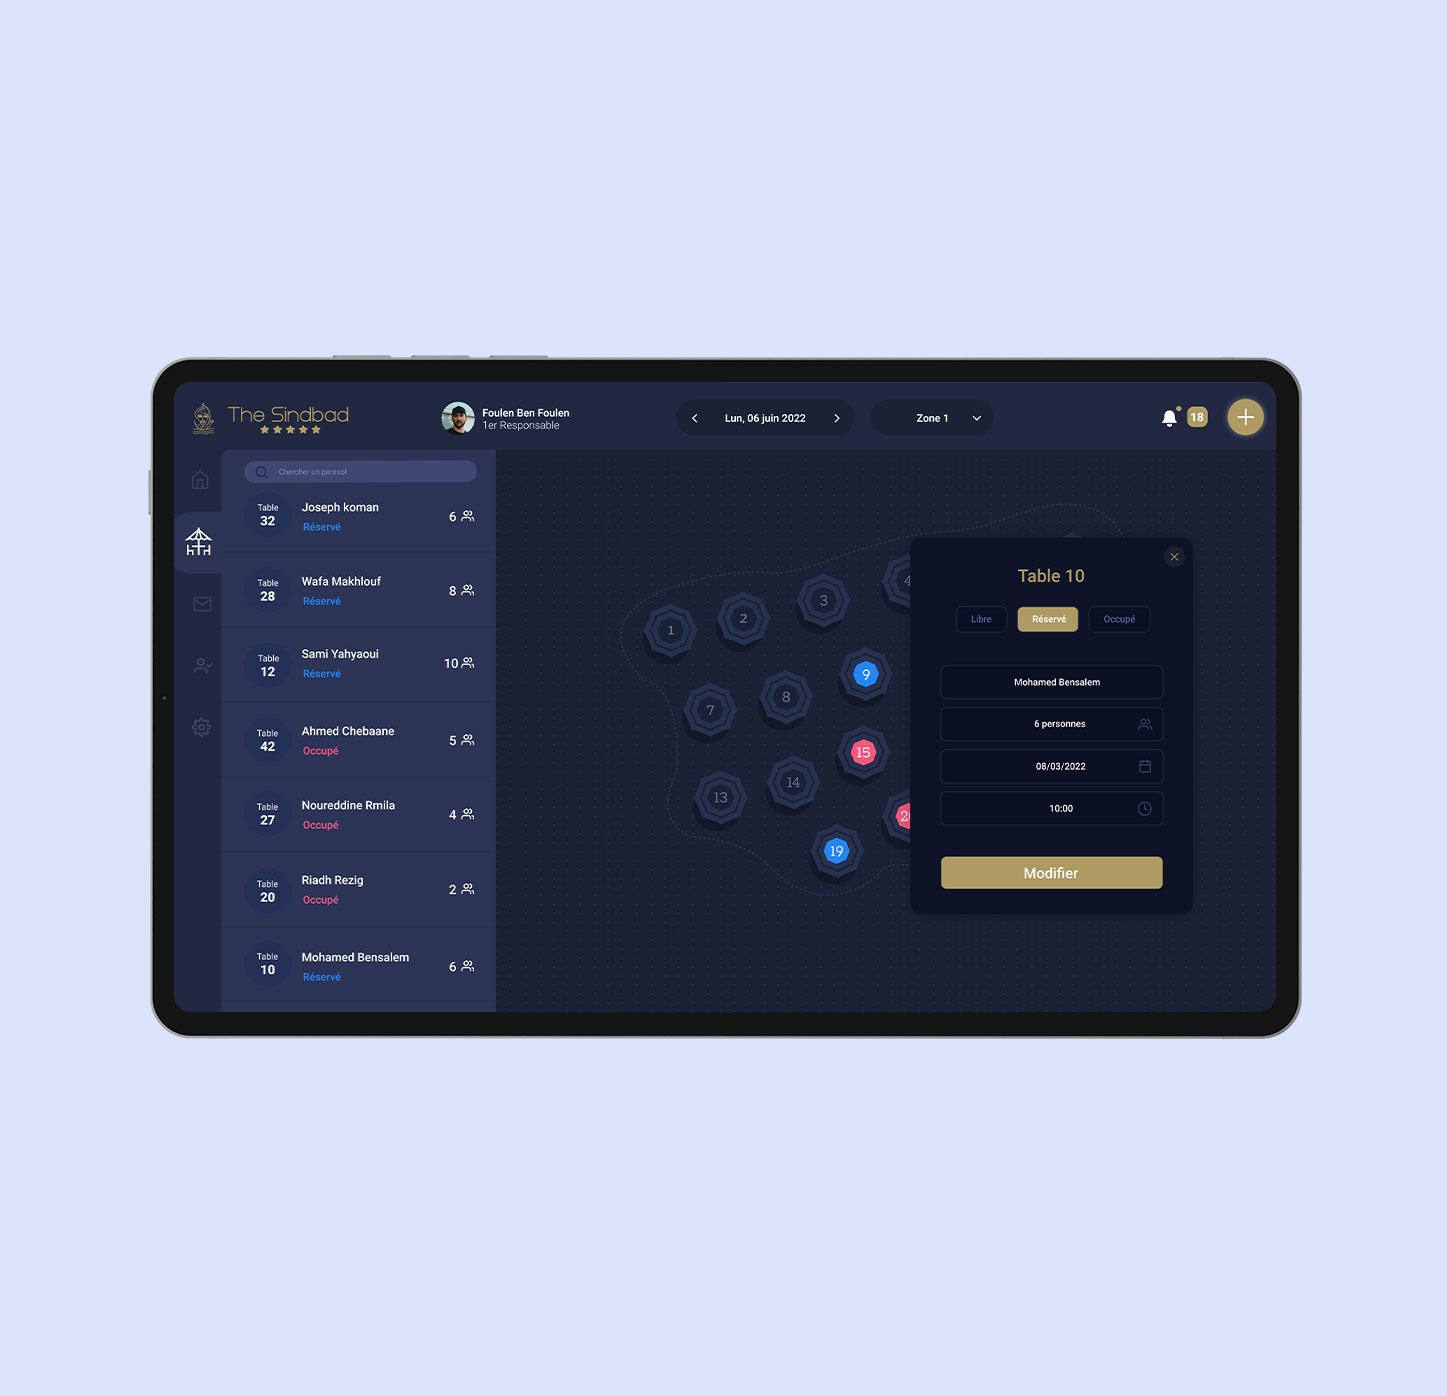 The Sindbad
Foulen Ben Foulen
1er Responsable
Lun, 06 juin 2022
Zone 1
18
Chercher un parasol
Table
32
Joseph koman
Réservé
6
Table
28
Wafa Makhlouf
Réservé
8
Table
12
Sami Yahyaoui
Réservé
10
Table
42
Ahmed Chebaane
Occupé
5
Table
27
Noureddine Rmila
Occupé
4
Table
20
Riadh Rezig
Occupé
2
Table
10
Mohamed Bensalem
Réservé
6
1
2
3
4
7
8
9
13
14
15
19
Table 10
Libre
Réservé
Occupé
Mohamed Bensalem
6 personnes
08/03/2022
10:00
Modifier